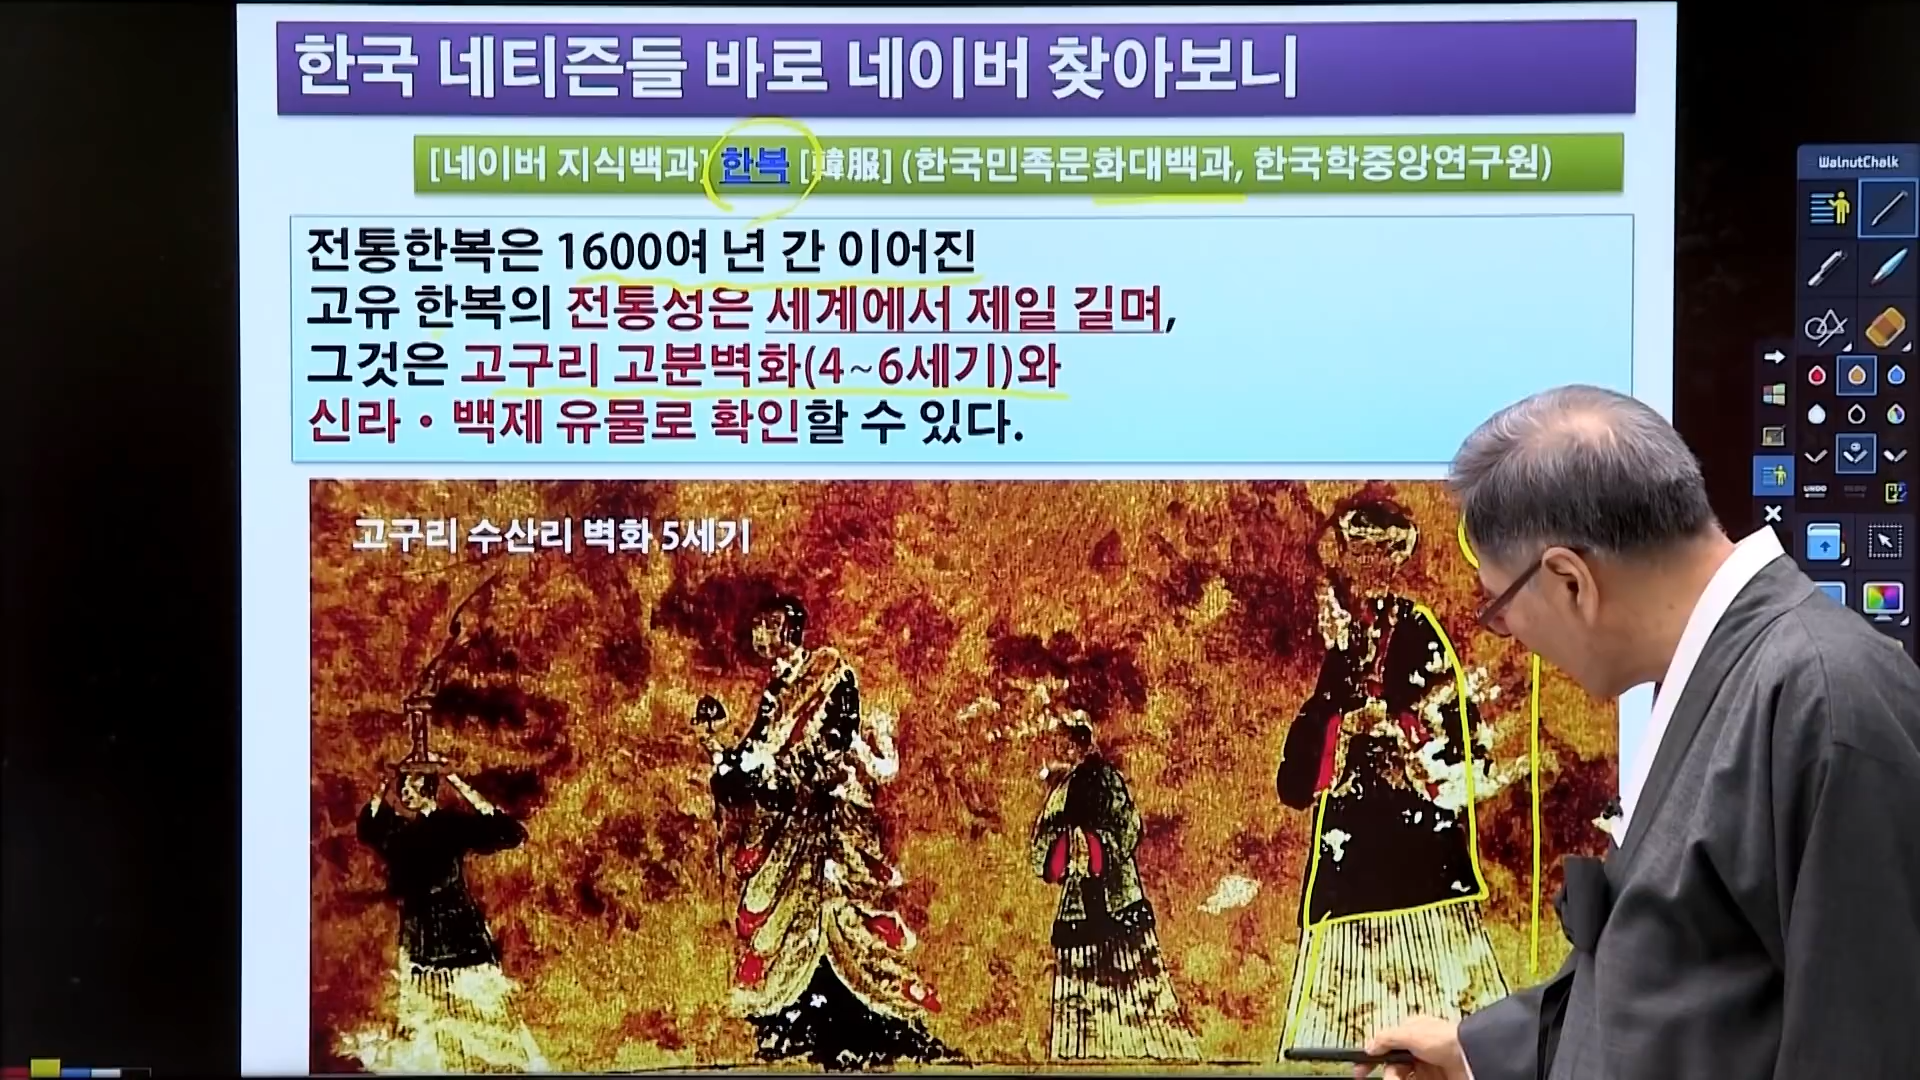 한국 네티즌들 바로 네이버 찾아보니
[네이버 지식백과] 한복 [韓服] (한국민족문화대백과, 한국학중앙연구원)
전통한복은 1600여 년 간 이어진
고유 한복의 전통성은 세계에서 제일 길며,
그것은 고구리 고분벽화(4~6세기)와
신라・백제 유물로 확인할 수 있다.
고구리 수산리 벽화 5세기
WalnutChalk
UNDO